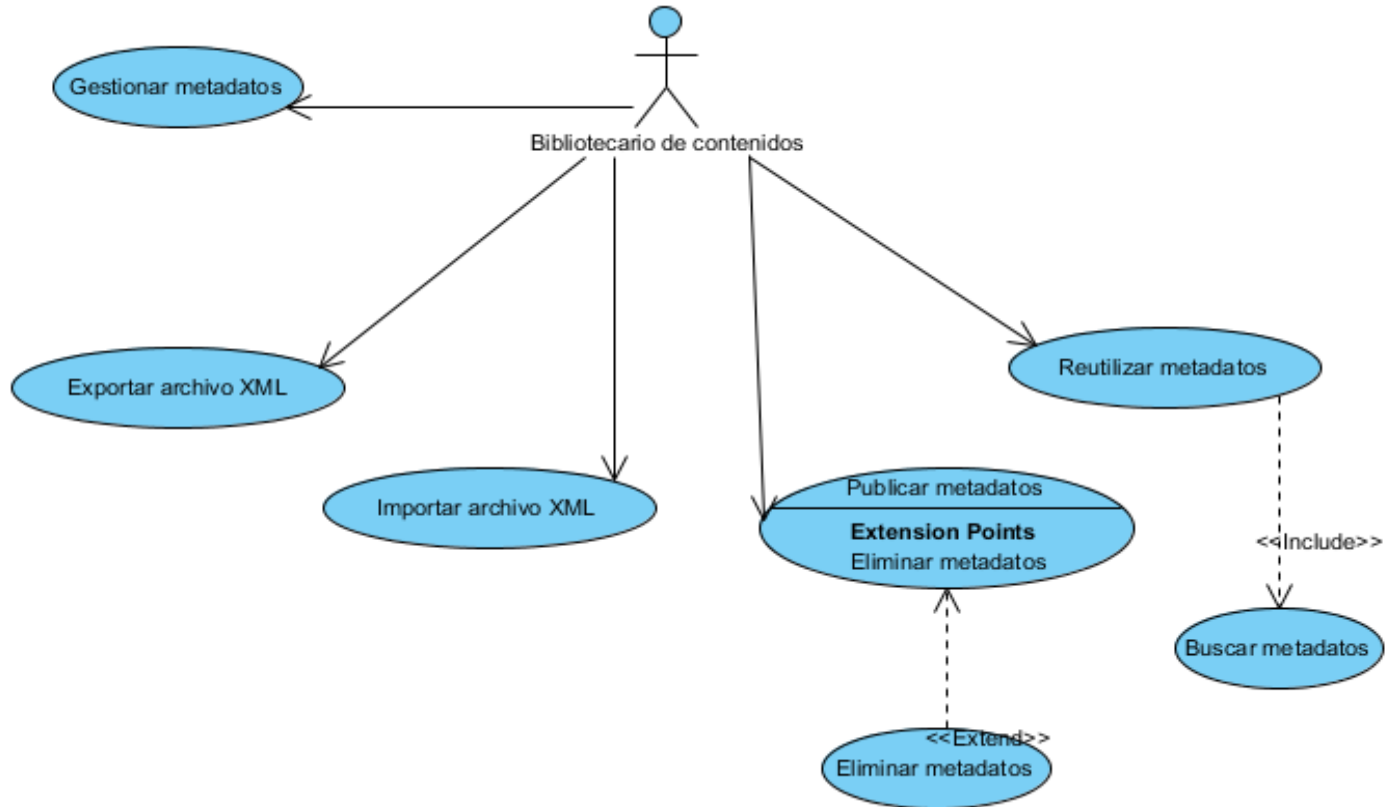 Gestionar metadatos
Bibliotecario de contenidos
Exportar archivo XML
Reutilizar metadatos
Importar archivo XML
Publicar metadatos
Extension Points
Eliminar metadatos
<<Include>>
Buscar metadatos
<<Extend>>
Eliminar metadatos